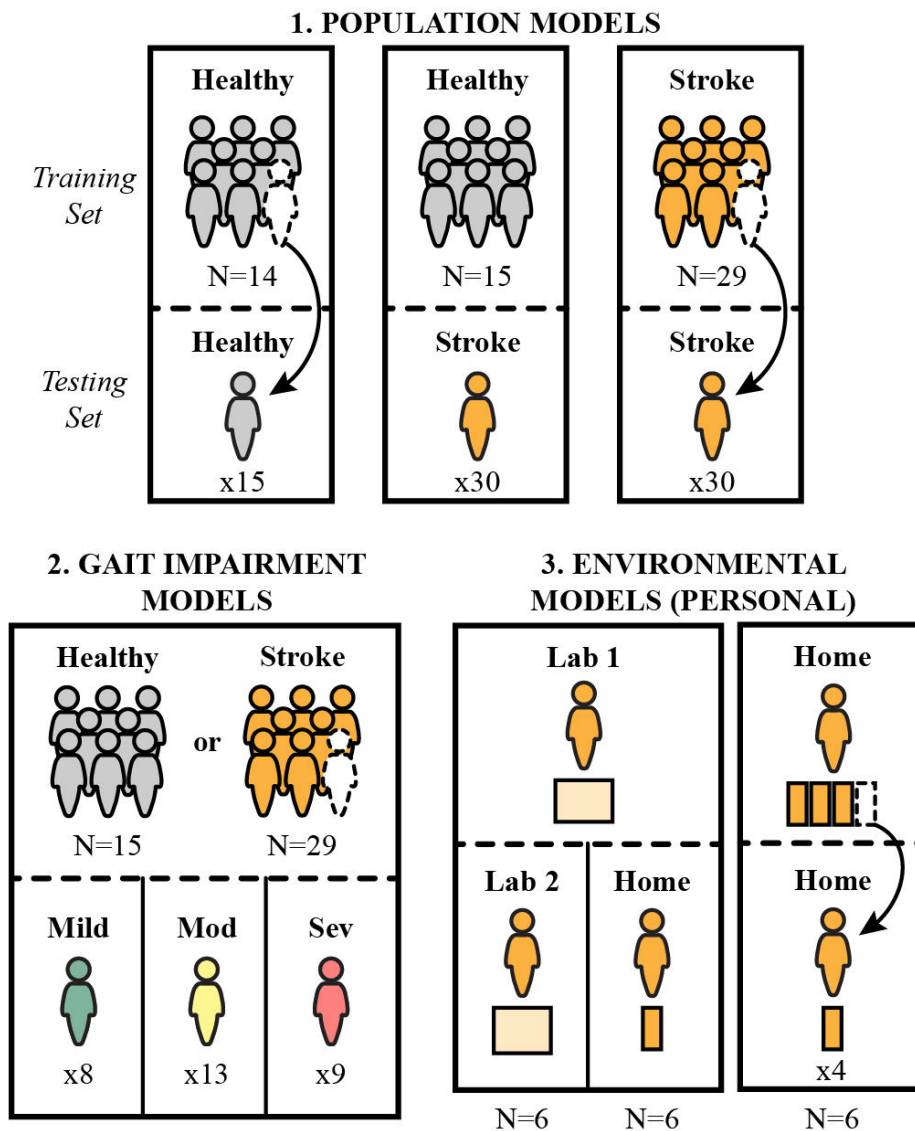 1. POPULATION MODELS
Healthy
Healthy
Stroke
Training
Set
N=14
N=15
N=29
Healthy
Stroke
Stroke
Testing
Set
x15
x30
x30
2. GAIT IMPAIRMENT
MODELS
Healthy
Stroke
or
N=15
N=29
Mild
Mod
Sev
x8
x13
x9
3. ENVIRONMENTAL
MODELS (PERSONAL)
Lab 1
Home
Lab 2
Home
Home
x4
N=6
N=6
N=6